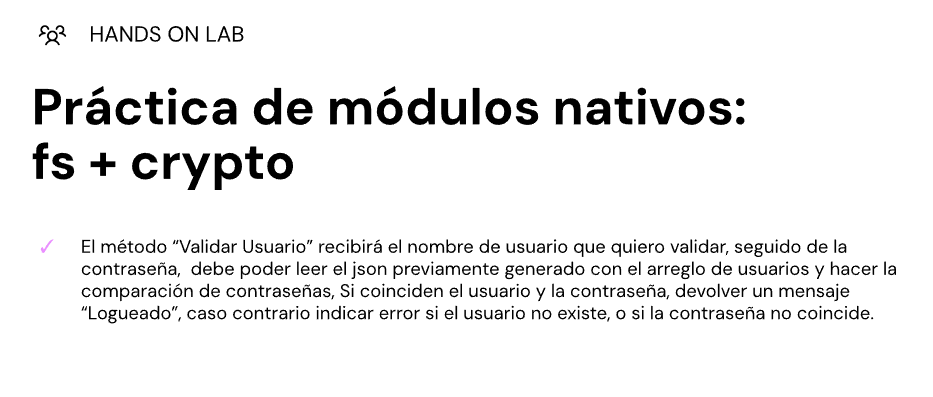 HANDS ON LAB
Práctica de módulos nativos:
fs + crypto
✓ El método “Validar Usuario” recibirá el nombre de usuario que quiero validar, seguido de la
contraseña,  debe poder leer el json previamente generado con el arreglo de usuarios y hacer la
comparación de contraseñas, Si coinciden el usuario y la contraseña, devolver un mensaje
“Logueado”, caso contrario indicar error si el usuario no existe, o si la contraseña no coincide.